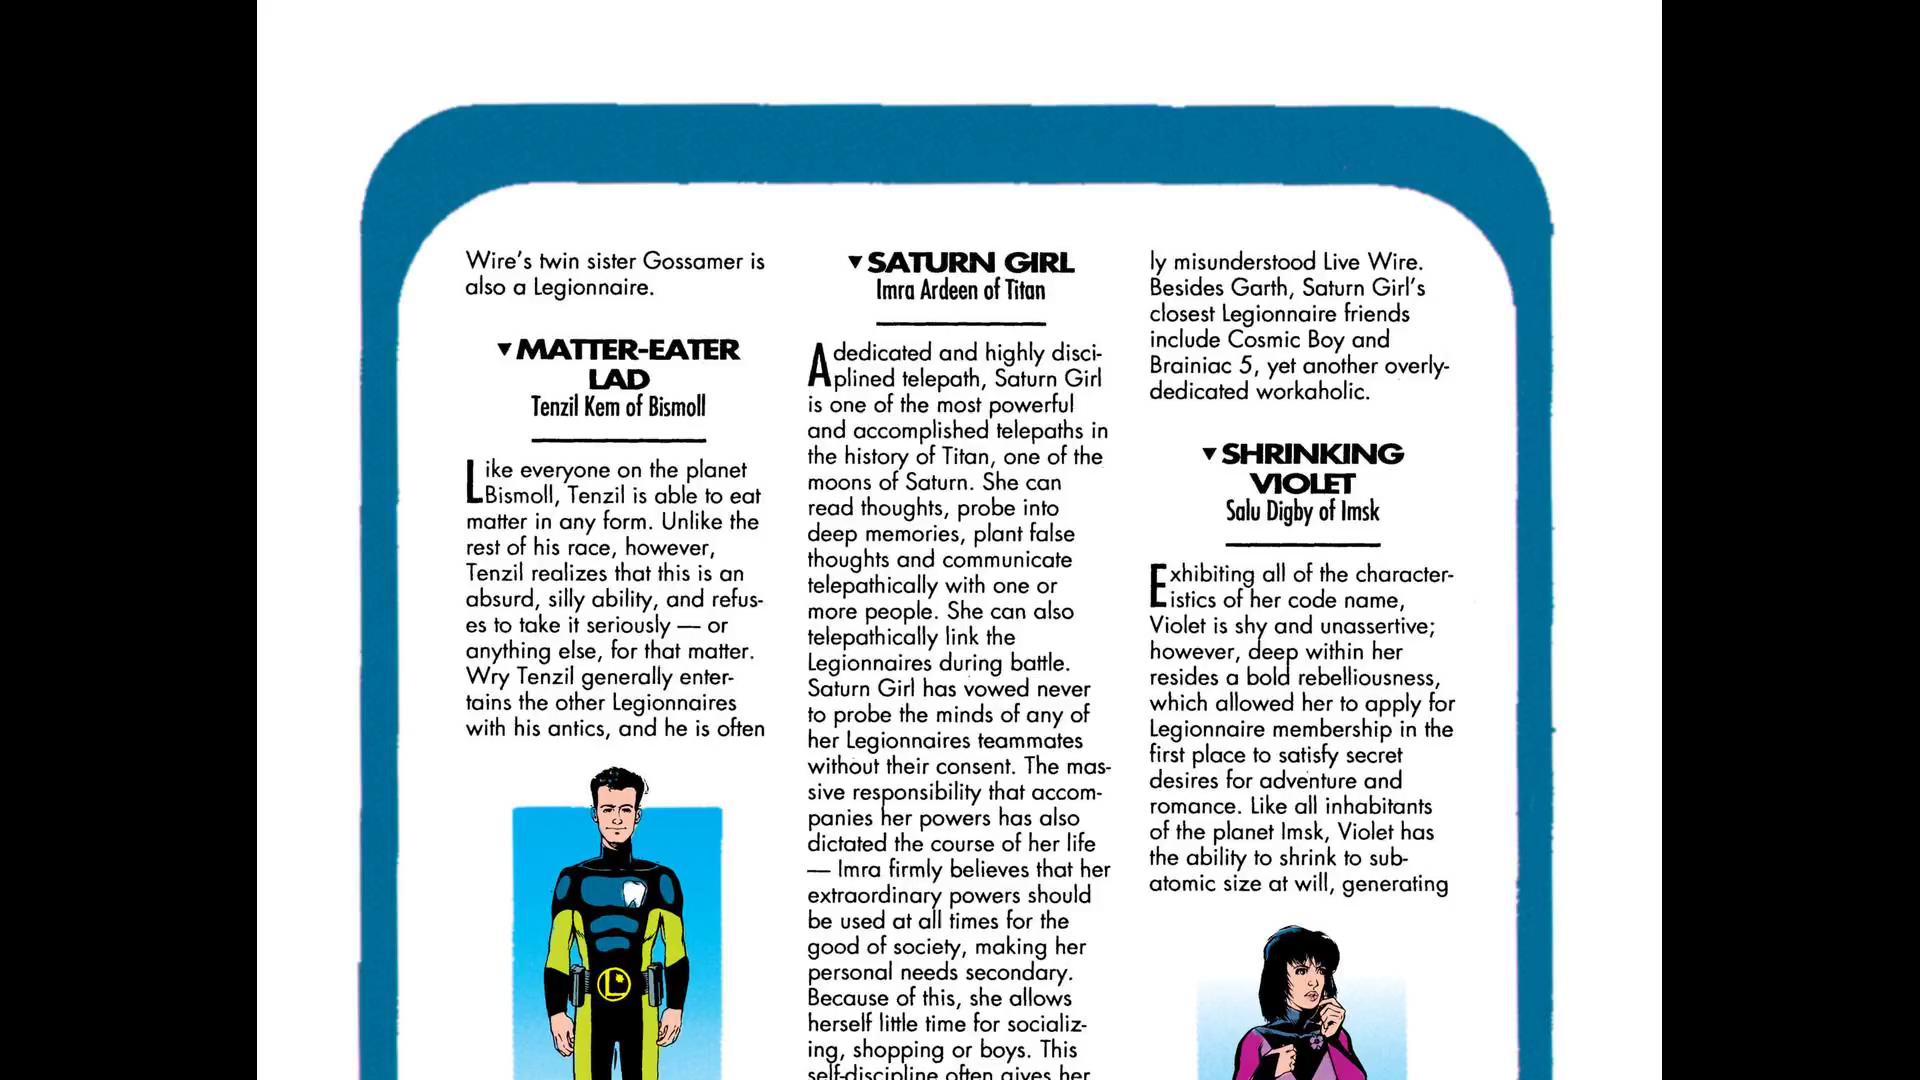 Wire's twin sister Gossamer is
also a Legionnaire.
▼MATTER-EATER
LAD
Tenzil Kem of Bismoll
Like everyone on the planet
Bismoll, Tenzil is able to eat
matter in any form. Unlike the
rest of his race, however,
Tenzil realizes that this is an
absurd, silly ability, and refus-
es to take it seriously — or
anything else, for that matter.
Wry Tenzil generally enter-
tains the other Legionnaires
with his antics, and he is often
▼SATURN GIRL
Imra Ardeen of Titan
A dedicated and highly disci-
plined telepath, Saturn Girl
is one of the most powerful
and accomplished telepaths in
the history of Titan, one of the
moons of Saturn. She can
read thoughts, probe into
deep memories, plant false
thoughts and communicate
telepathically with one or
more people. She can also
telepathically link the
Legionnaires during battle.
Saturn Girl has vowed never
to probe the minds of any of
her Legionnaires teammates
without their consent. The mas-
sive responsibility that accom-
panies her powers has also
dictated the course of her life
— Imra firmly believes that her
extraordinary powers should
be used at all times for the
good of society, making her
personal needs secondary.
Because of this, she allows
herself little time for socializ-
ing, shopping or boys. This
self-discipline often gives her
ly misunderstood Live Wire.
Besides Garth, Saturn Girl's
closest Legionnaire friends
include Cosmic Boy and
Brainiac 5, yet another overly-
dedicated workaholic.
▼SHRINKING
VIOLET
Salu Digby of Imsk
Exhibiting all of the character-
istics of her code name,
Violet is shy and unassertive;
however, deep within her
resides a bold rebelliousness,
which allowed her to apply for
Legionnaire membership in the
first place to satisfy secret
desires for adventure and
romance. Like all inhabitants
of the planet Imsk, Violet has
the ability to shrink to sub-
atomic size at will, generating